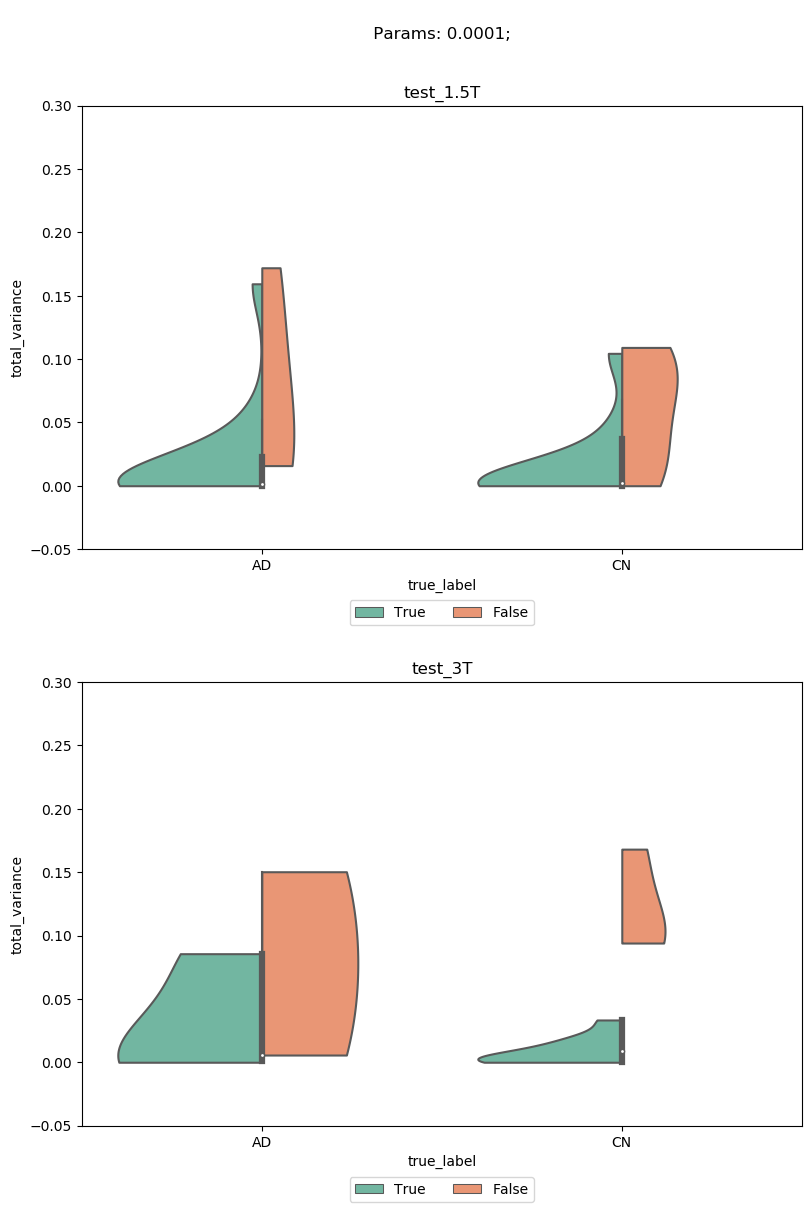 Params: 0.0001;
test_1.5T
0.30
0.25
0.20
0.15
0.10
0.05
0.00
−0.05
total_variance
AD CN
true_label
True False
test_3T
0.30
0.25
0.20
0.15
0.10
0.05
0.00
−0.05
total_variance
AD CN
true_label
True False